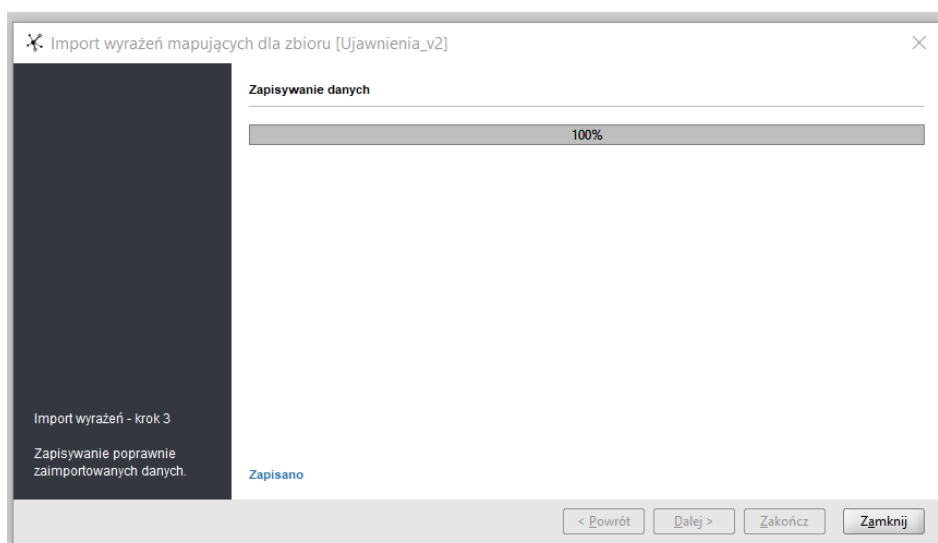 Import wyrażeń mapujących dla zbioru [Ujawnienia_v2]
Zapisywanie danych
100%
Import wyrażeń - krok 3
Zapisywanie poprawnie
zaimportowanych danych.
Zapisano
< Powrót
Dalej >
Zakończ
Zamknij